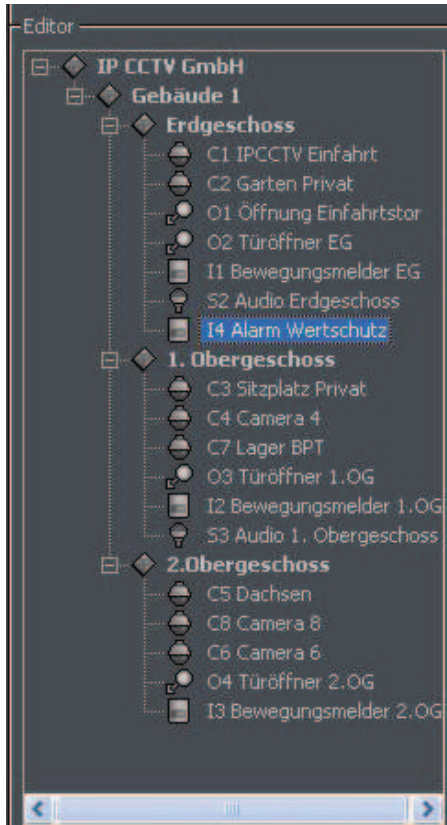 Editor
IP CCTV GmbH
Gebäude 1
Erdgeschoss
C1 IPCCTV Einfahrt
C2 Garten Privat
O1 Öffnung Einfahrtstor
O2 Türöffner EG
I1 Bewegungsmelder EG
S2 Audio Erdgeschoss
I4 Alarm Wertschutz
1. Obergeschoss
C3 Sitzplatz Privat
C4 Camera 4
C7 Lager BPT
O3 Türöffner 1.OG
I2 Bewegungsmelder 1.OG
S3 Audio 1. Obergeschoss
2.Obergeschoss
C5 Dachsen
C8 Camera 8
C6 Camera 6
O4 Türöffner 2.OG
I3 Bewegungsmelder 2.OG